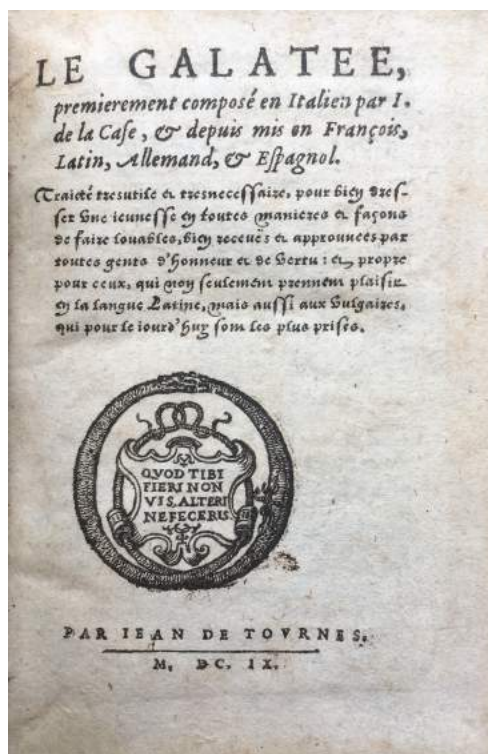 LE GALATEE,
premierement composé en Italien par I.
de la Case, & depuis mis en François,
Latin, Allemand, & Espagnol.
Traicté tresutile & tresnecessaire, pour bien dres-
ser vne ieunesse en toutes manieres & façons
de faire louables, bien receuës & approuuees par
toutes gents d'honneur & de vertu: & propre
pour ceux, qui non seulement prennent plaisir
en la langue Latine, mais aussi aux vulgaires,
qui pour le iourd'huy sont les plus prisés.
QVOD TIBI
FIERI NON
VIS, ALTERI
NE FECERIS.
PAR IEAN DE TOVRNES.
M. DC. IX.